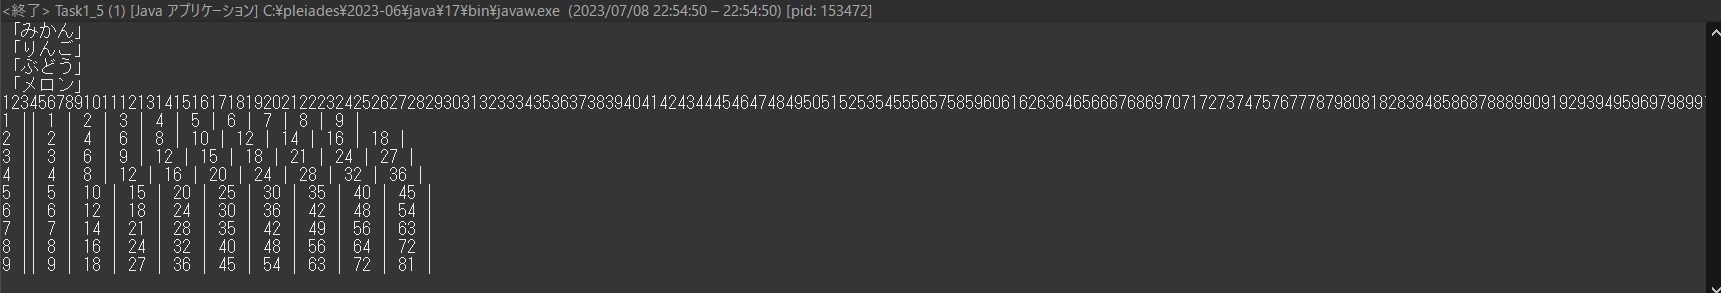 <終了> Task1_5 (1) [Java アプリケーション] C:¥pleiades¥2023-06¥java¥17¥bin¥javaw.exe (2023/07/08 22:54:50 – 22:54:50) [pid: 153472]
「みかん」
「りんご」
「ぶどう」
「メロン」
123456789101112131415161718192021222324252627282930313233343536373839404142434445464748495051525354555657585960616263646566676869707172737475767778798081828384858687888990919293949596979899
1 || 1 | 2 | 3 | 4 | 5 | 6 | 7 | 8 | 9 |
2 || 2 | 4 | 6 | 8 | 10 | 12 | 14 | 16 | 18 |
3 || 3 | 6 | 9 | 12 | 15 | 18 | 21 | 24 | 27 |
4 || 4 | 8 | 12 | 16 | 20 | 24 | 28 | 32 | 36 |
5 || 5 | 10 | 15 | 20 | 25 | 30 | 35 | 40 | 45 |
6 || 6 | 12 | 18 | 24 | 30 | 36 | 42 | 48 | 54 |
7 || 7 | 14 | 21 | 28 | 35 | 42 | 49 | 56 | 63 |
8 || 8 | 16 | 24 | 32 | 40 | 48 | 56 | 64 | 72 |
9 || 9 | 18 | 27 | 36 | 45 | 54 | 63 | 72 | 81 |